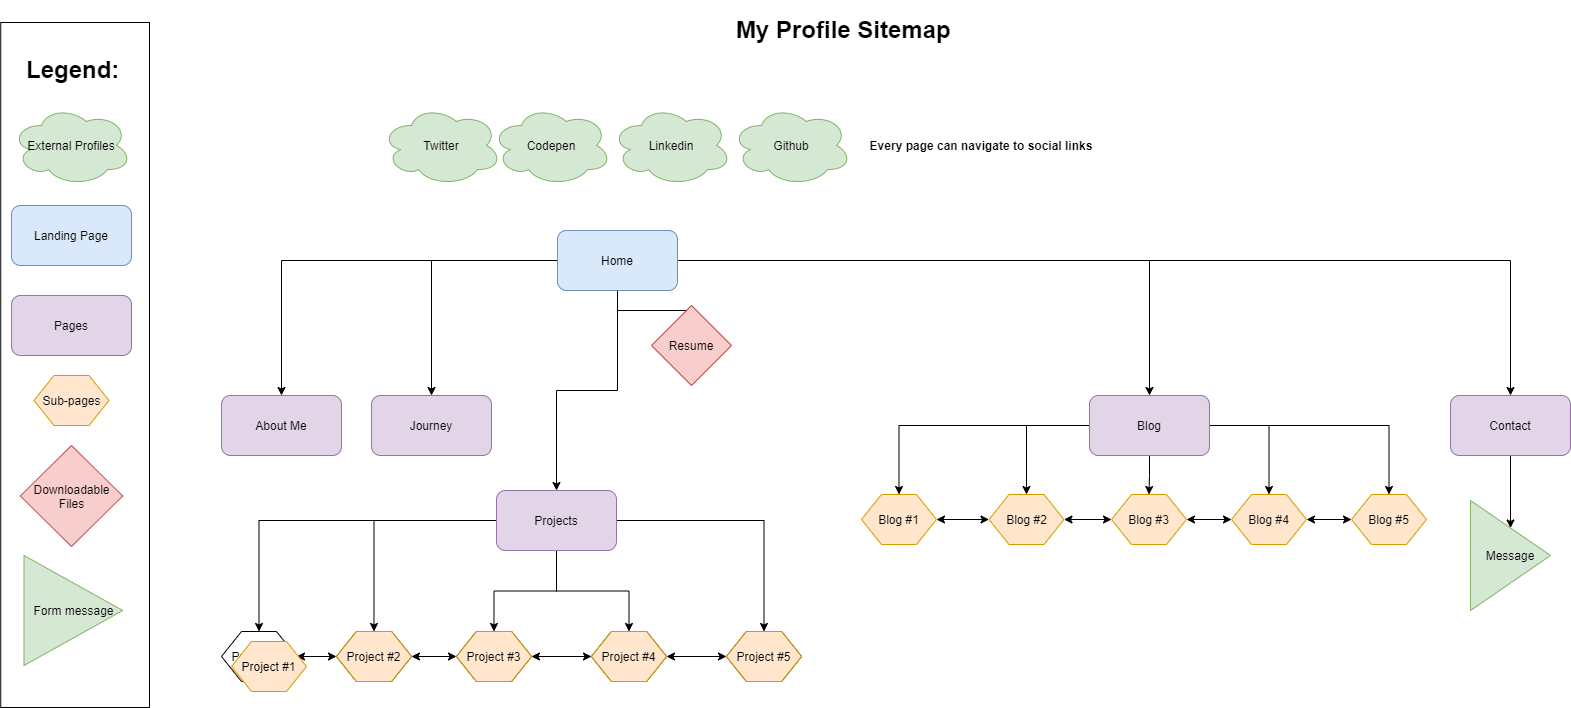 My Profile Sitemap
Legend:
External Profiles
Landing Page
Pages
Sub-pages
Downloadable
Files
Form message
Twitter
Codepen
Linkedin
Github
Every page can navigate to social links
Home
Resume
About Me
Journey
Blog
Contact
Projects
Blog #1
Blog #2
Blog #3
Blog #4
Blog #5
Message
P
Project #1
Project #2
Project #3
Project #4
Project #5